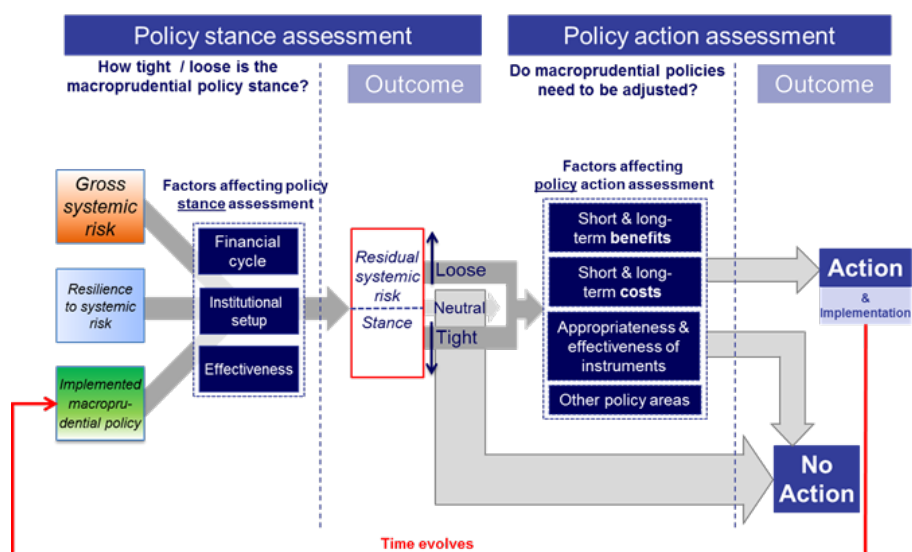 Policy stance assessment
Policy action assessment
How tight / loose is the
macroprudential policy stance?
Outcome
Do macroprudential policies
need to be adjusted?
Outcome
Gross
systemic
risk
Resilience
to systemic
risk
Implemented
macropru-
dential policy
Factors affecting policy
stance assessment
Financial
cycle
Institutional
setup
Effectiveness
Residual
systemic
risk
Stance
Loose
Neutral
Tight
Factors affecting
policy action assessment
Short & long-
term benefits
Short & long-
term costs
Appropriateness &
effectiveness of
instruments
Other policy areas
Action
&
Implementation
No
Action
Time evolves